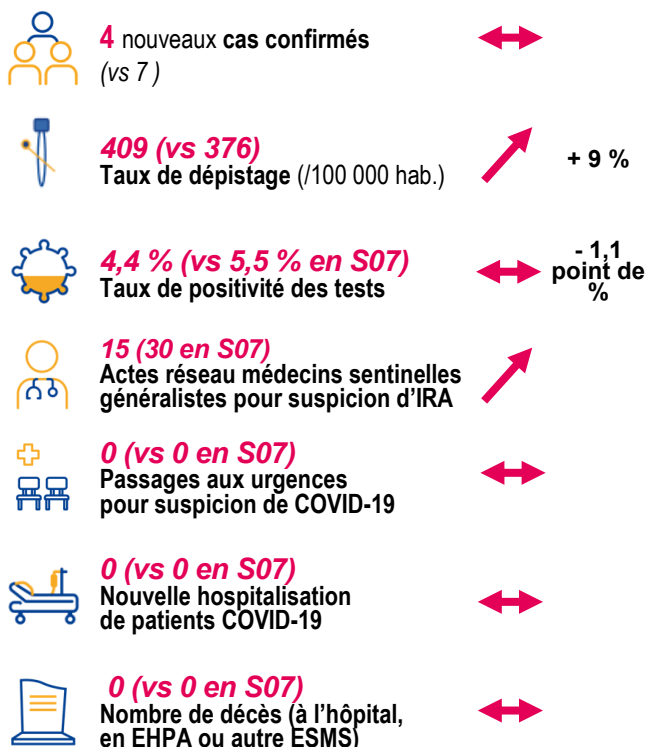 4 nouveaux cas confirmés
(vs 7 )
409 (vs 376)
Taux de dépistage (/100 000 hab.)
+ 9 %
4,4 % (vs 5,5 % en S07)
Taux de positivité des tests
- 1,1
point de
%
15 (30 en S07)
Actes réseau médecins sentinelles
généralistes pour suspicion d’IRA
0 (vs 0 en S07)
Passages aux urgences
pour suspicion de COVID-19
0 (vs 0 en S07)
Nouvelle hospitalisation
de patients COVID-19
0 (vs 0 en S07)
Nombre de décès (à l’hôpital,
en EHPA ou autre ESMS)